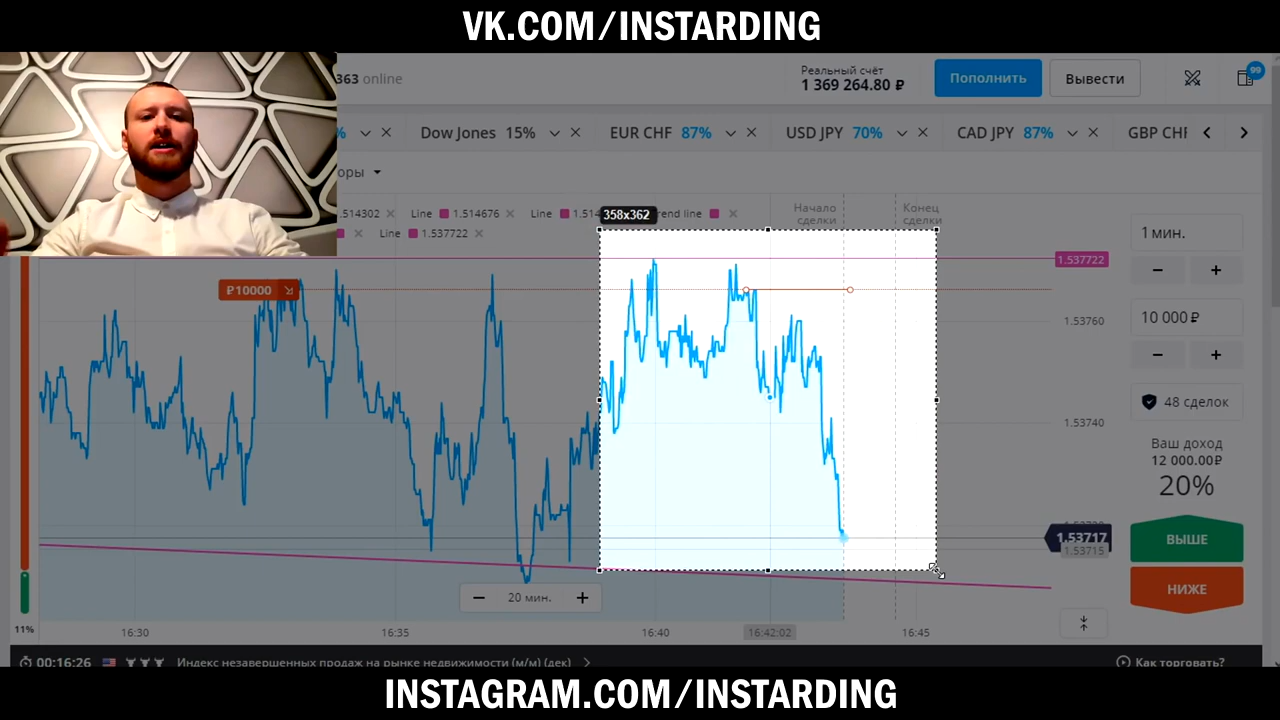 VK.COM/INSTARDING
363 online
Реальный счёт
1 369 264.80 ₽
Пополнить
Вывести
99
%
Dow Jones 15%
EUR CHF 87%
USD JPY 70%
CAD JPY 87%
GBP CHF
оры
.514302
Line 1.514676
Line 1.514
end line
Line 1.537722
358x362
Начало
сделки
Конец
сделки
1.537722
₽10000
1.53760
1.53740
1.53717
1.53715
1 мин.
10 000 ₽
48 сделок
Ваш доход
12 000.00₽
20%
ВЫШЕ
НИЖЕ
20 мин.
11%
16:30
16:35
16:40
16:42:02
16:45
00:16:26
Индекс незавершенных продаж на рынке недвижимости (м/м) (дек)
Как торговать?
INSTAGRAM.COM/INSTARDING